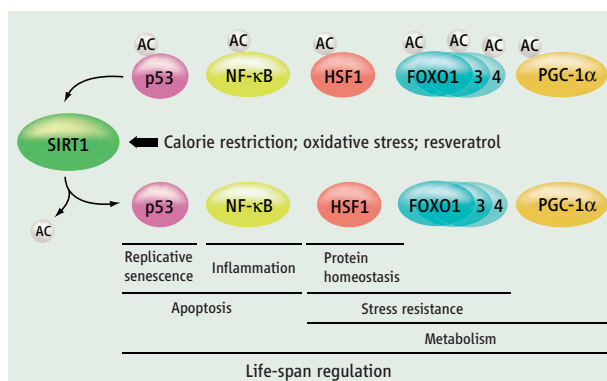 AC AC AC AC AC AC AC
p53 NF-κB HSF1 FOXO1 3 4 PGC-1α
SIRT1 Calorie restriction; oxidative stress; resveratrol
p53 NF-κB HSF1 FOXO1 3 4 PGC-1α
AC
Replicative
senescence
Inflammation
Protein
homeostasis
Apoptosis Stress resistance
Metabolism
Life-span regulation